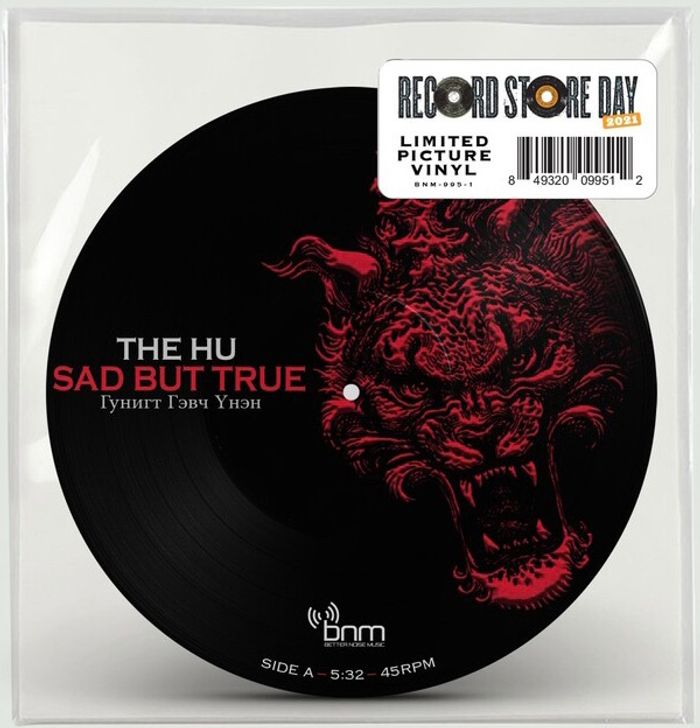 RECORD STORE DAY
2021
LIMITED
PICTURE
VINYL
BNM-995-1
8 49320 09951 2
THE HU
SAD BUT TRUE
Гунигт Гэвч Үнэн
bnm
BETTER NOISE MUSIC
SIDE A – 5:32 – 45RPM